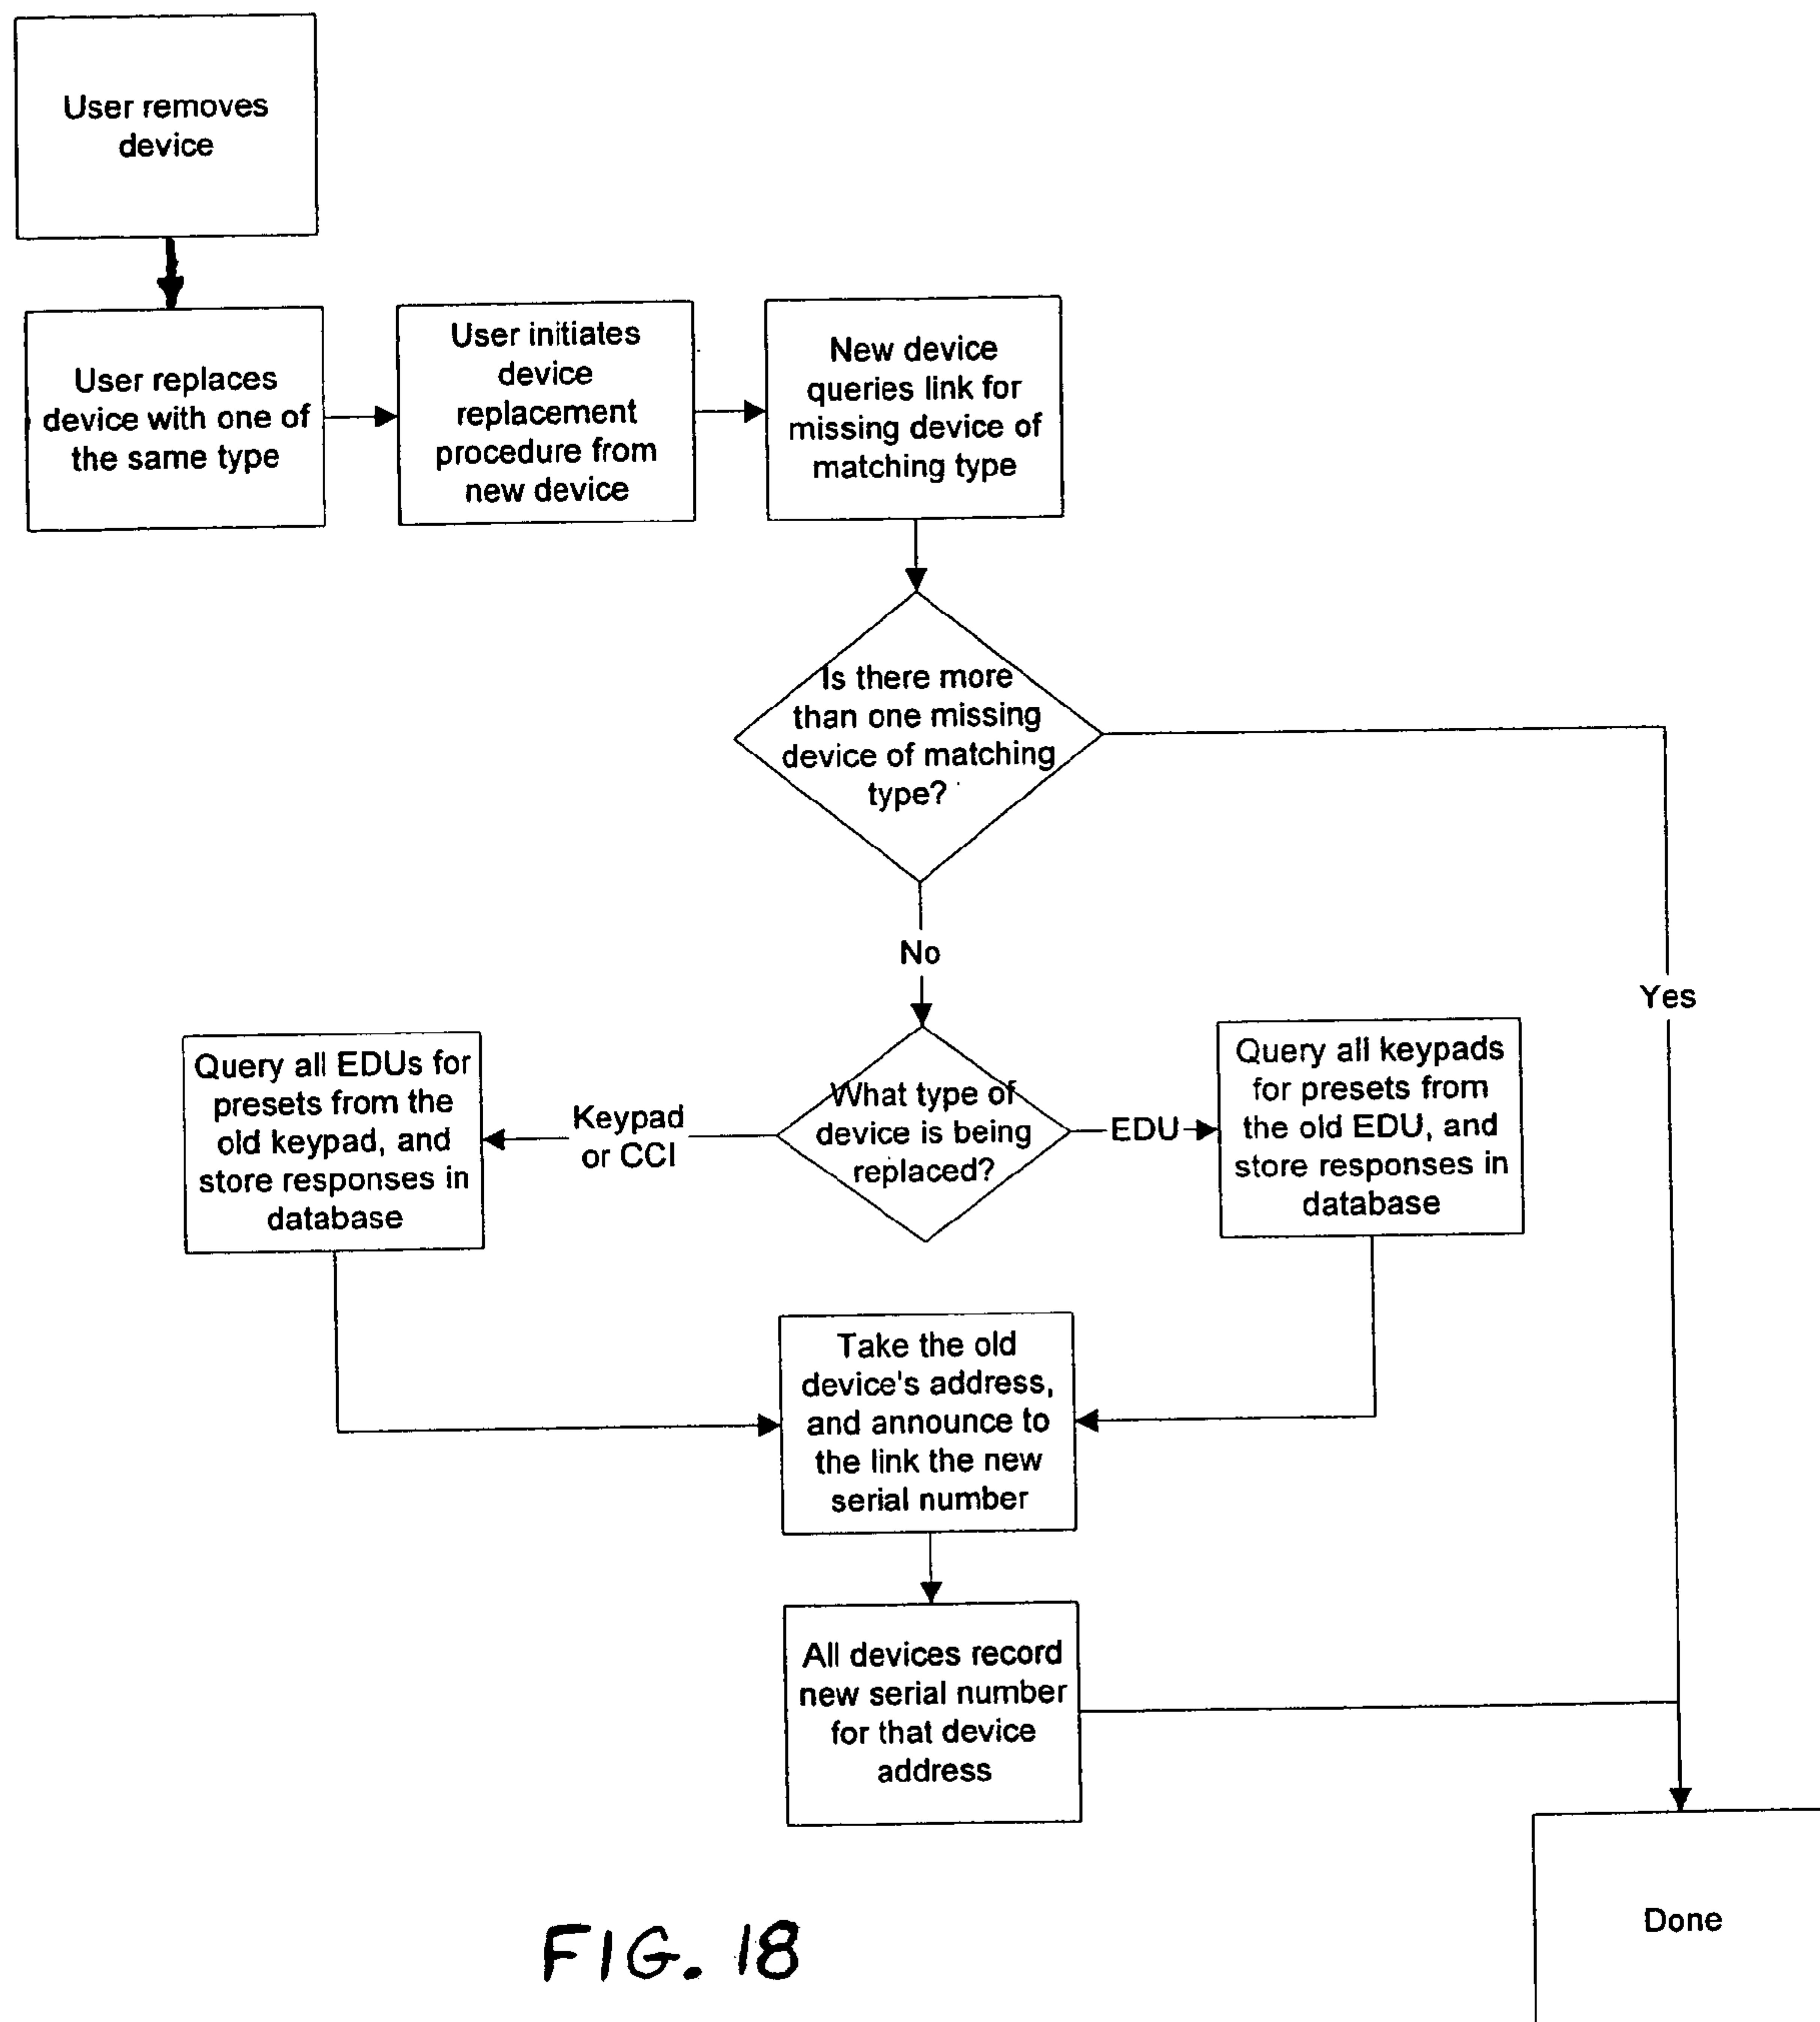 User removes
device
User replaces
device with one of
the same type
User initiates
device
replacement
procedure from
new device
New device
queries link for
missing device of
matching type
Is there more
than one missing
device of matching
type?
No
Yes
Query all EDUs for
presets from the
old keypad, and
store responses in
database
Keypad
or CCI
What type of
device is being
replaced?
EDU
Query all keypads
for presets from
the old EDU, and
store responses in
database
Take the old
device's address,
and announce to
the link the new
serial number
All devices record
new serial number
for that device
address
Done
FIG. 18